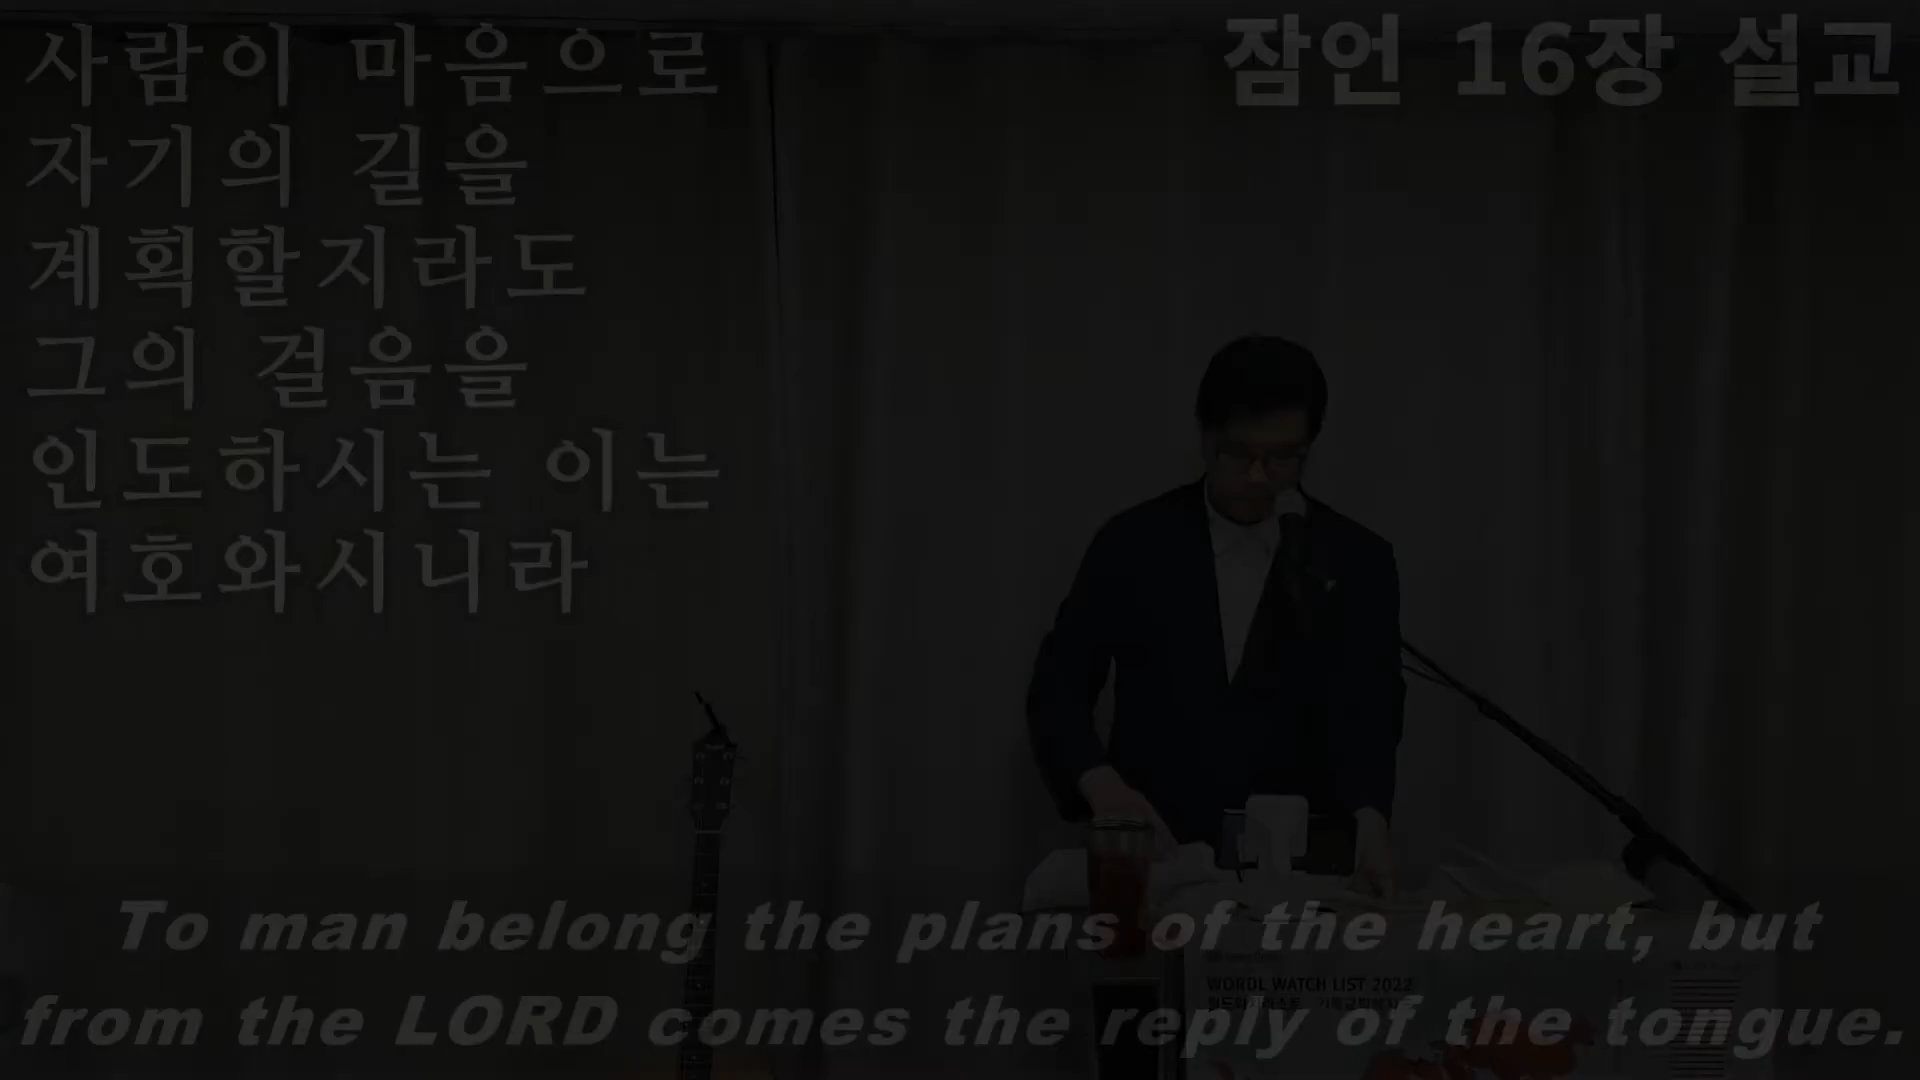 사람이 마음으로
자기의 길을
계획할지라도
그의 걸음을
인도하시는 이는
여호와시니라
잠언 16장 설교
To man belong the plans of the heart, but
from the LORD comes the reply of the tongue.
WORDL WATCH LIST 2022